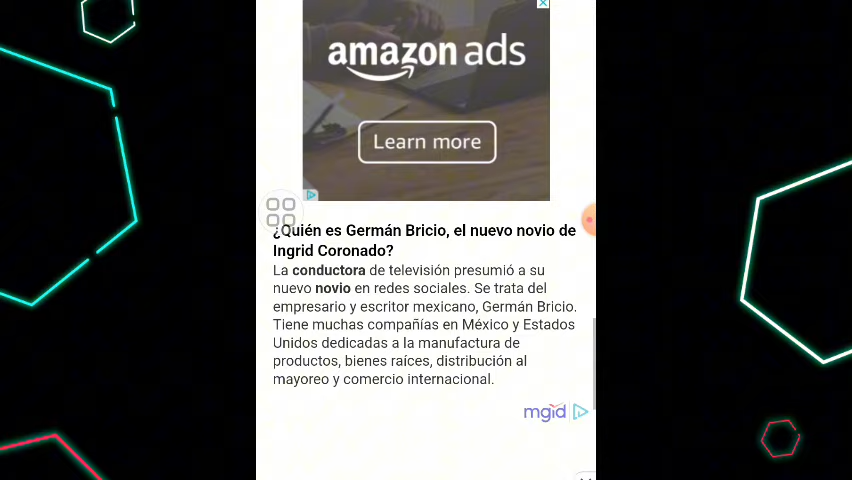 amazon ads
Learn more
¿Quién es Germán Bricio, el nuevo novio de
Ingrid Coronado?
La conductora de televisión presumió a su
nuevo novio en redes sociales. Se trata del
empresario y escritor mexicano, Germán Bricio.
Tiene muchas compañías en México y Estados
Unidos dedicadas a la manufactura de
productos, bienes raíces, distribución al
mayoreo y comercio internacional.
mgid